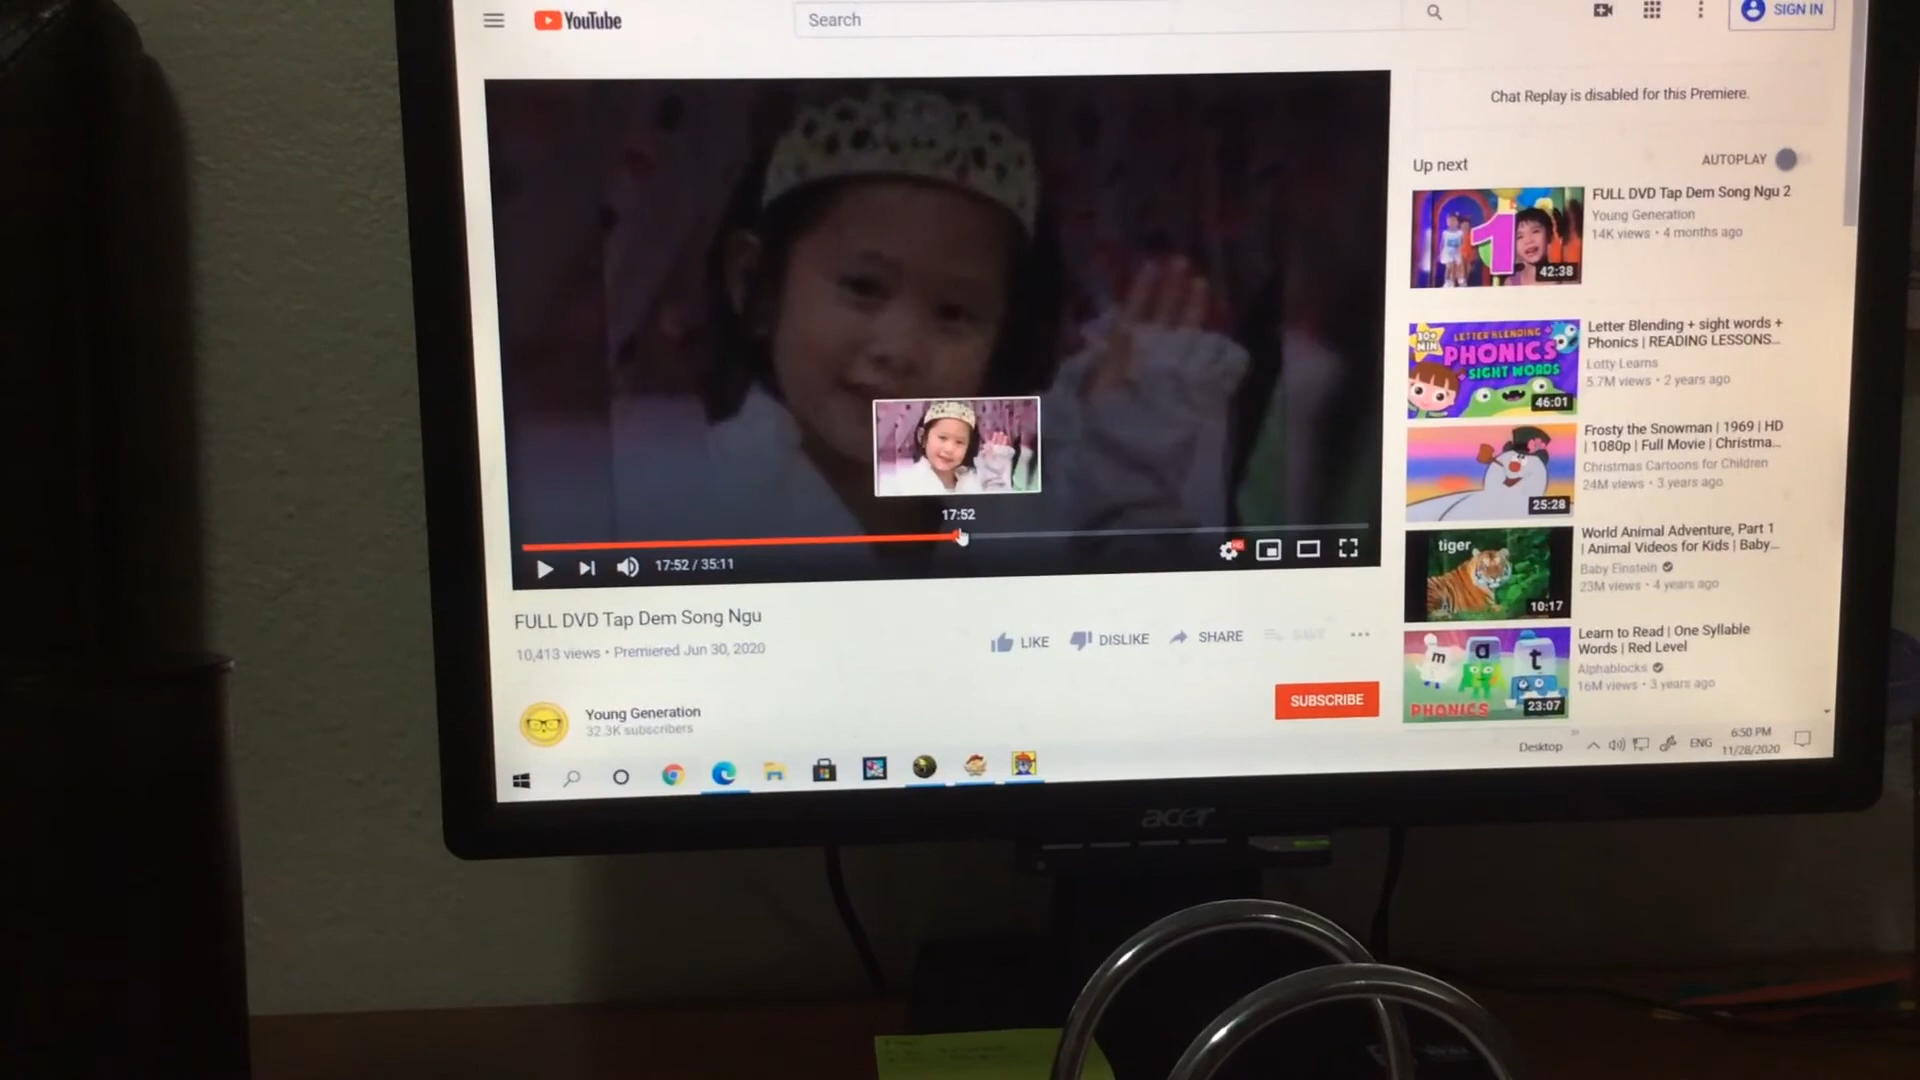 YouTube
Search
SIGN IN
Chat Replay is disabled for this Premiere.
Up next
AUTOPLAY
1
42:38
FULL DVD Tap Dem Song Ngu 2
Young Generation
14K views • 4 months ago
30+
MIN
LETTER BLENDING +
PHONICS
+ SIGHT WORDS
46:01
Letter Blending + sight words +
Phonics | READING LESSONS...
Lotty Learns
5.7M views • 2 years ago
25:28
Frosty the Snowman | 1969 | HD
| 1080p | Full Movie | Christma...
Christmas Cartoons for Children
24M views • 3 years ago
tiger
10:17
World Animal Adventure, Part 1
| Animal Videos for Kids | Baby...
Baby Einstein
23M views • 4 years ago
m a t
PHONICS
23:07
Learn to Read | One Syllable
Words | Red Level
Alphablocks
16M views • 3 years ago
17:52
HD
17:52 / 35:11
FULL DVD Tap Dem Song Ngu
10,413 views • Premiered Jun 30, 2020
LIKE
DISLIKE
SHARE
SAVE
Young Generation
32.3K subscribers
SUBSCRIBE
Desktop
ENG
6:50 PM
11/28/2020
acer